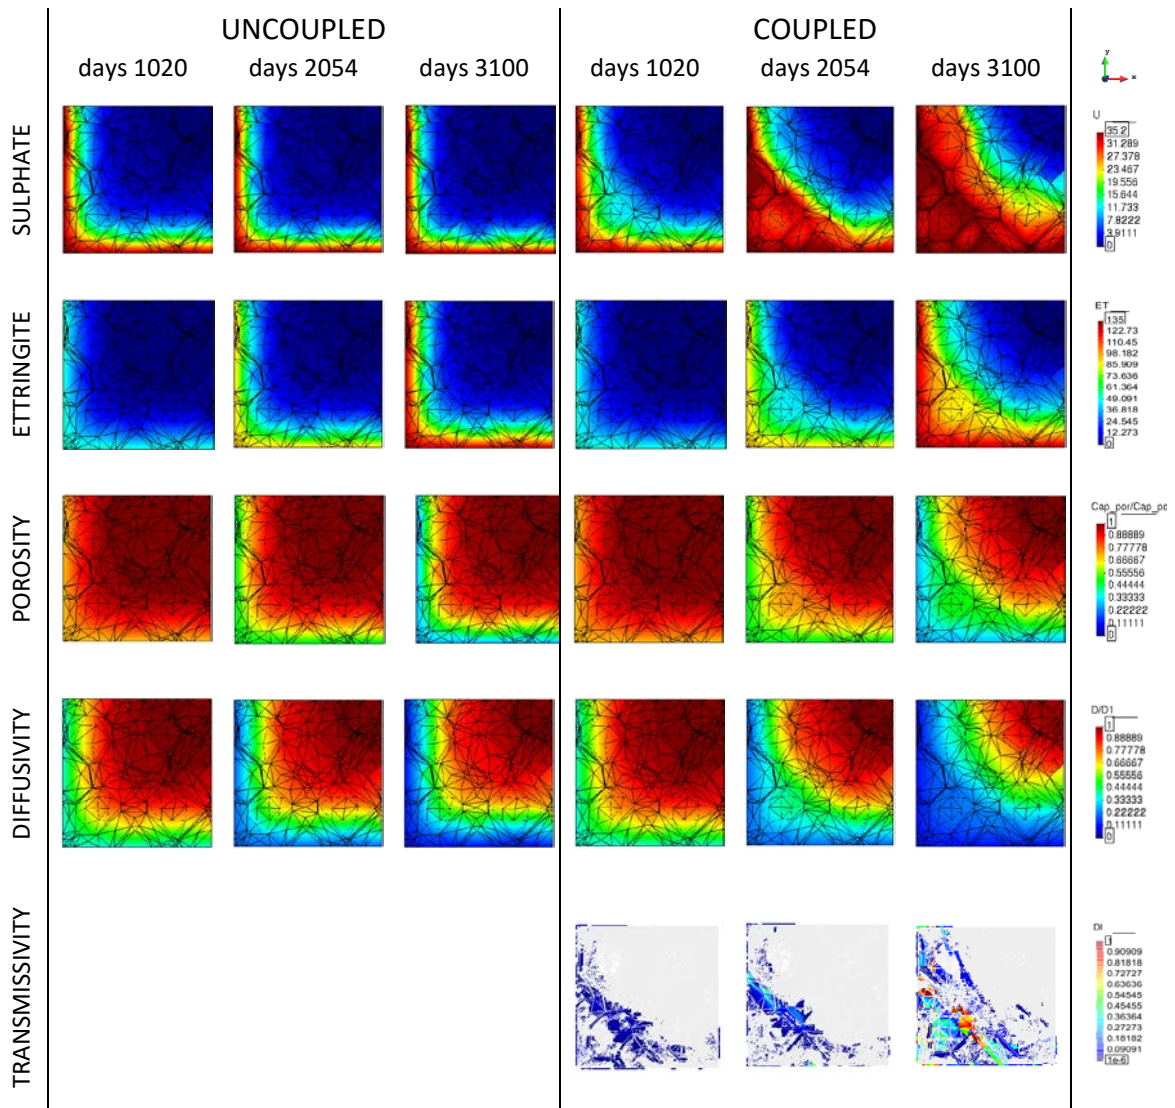 UNCOUPLED
COUPLED
days 1020
days 2054
days 3100
days 1020
days 2054
days 3100
y
x
SULPHATE
U
35.2
31.289
27.378
23.467
19.556
15.644
11.733
7.8222
3.9111
0
ETTRINGITE
ET
135
122.73
110.45
98.182
85.909
73.636
61.364
49.091
36.818
24.545
12.273
0
POROSITY
Cap_por/Cap_po
1
0.88889
0.77778
0.66667
0.55556
0.44444
0.33333
0.22222
0.11111
0
DIFFUSIVITY
D/D1
1
0.88889
0.77778
0.66667
0.55556
0.44444
0.33333
0.22222
0.11111
0
TRANSMISSIVITY
DI
1
0.90909
0.81818
0.72727
0.63636
0.54545
0.45455
0.36364
0.27273
0.18182
0.09091
1e-6